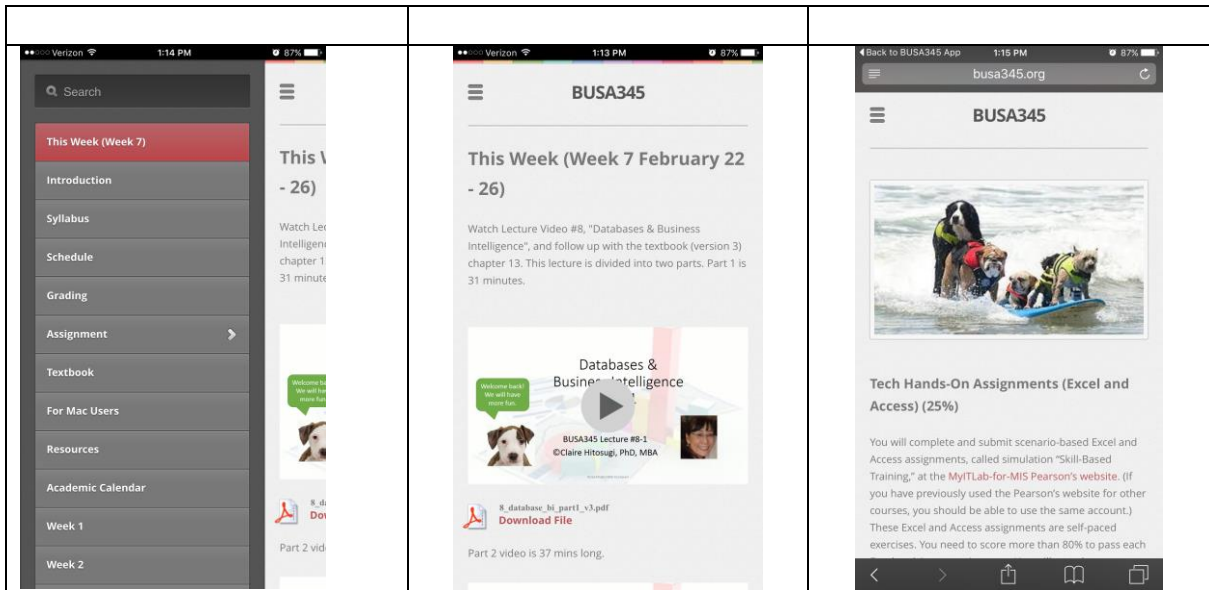 Verizon 1:14 PM 87%
Search
This Week (Week 7)
Introduction
Syllabus
Schedule
Grading
Assignment
Textbook
For Mac Users
Resources
Academic Calendar
Week 1
Week 2
This
- 26)
Watch Lec
Intelligen
chapter 1
31 minute
Welcome ba
We will hav
more fun.
8_da
Dov
Part 2 vid
Verizon 1:13 PM 87%
BUSA345
This Week (Week 7 February 22
- 26)
Watch Lecture Video #8, "Databases & Business
Intelligence", and follow up with the textbook (version 3)
chapter 13. This lecture is divided into two parts. Part 1 is
31 minutes.
Databases &
Business Intelligence
Welcome back!
We will have
more fun.
BUSA345 Lecture #8-1
©Claire Hitosugi, PhD, MBA
8_database_bi_part1_v3.pdf
Download File
Part 2 video is 37 mins long.
Back to BUSA345 App 1:15 PM 87%
busa345.org
BUSA345
Tech Hands-On Assignments (Excel and
Access) (25%)
You will complete and submit scenario-based Excel and
Access assignments, called simulation “Skill-Based
Training,” at the MyITLab-for-MIS Pearson's website. (If
you have previously used the Pearson's website for other
courses, you should be able to use the same account.)
These Excel and Access assignments are self-paced
exercises. You need to score more than 80% to pass each